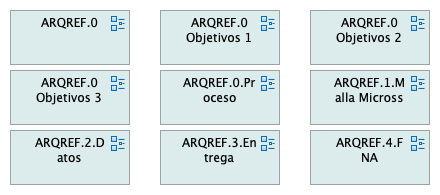 ARQREF.0
ARQREF.0
Objetivos 1
ARQREF.0
Objetivos 2
ARQREF.0
Objetivos 3
ARQREF.0.Pr
oceso
ARQREF.1.M
alla Micross
ARQREF.2.D
atos
ARQREF.3.En
trega
ARQREF.4.F
NA